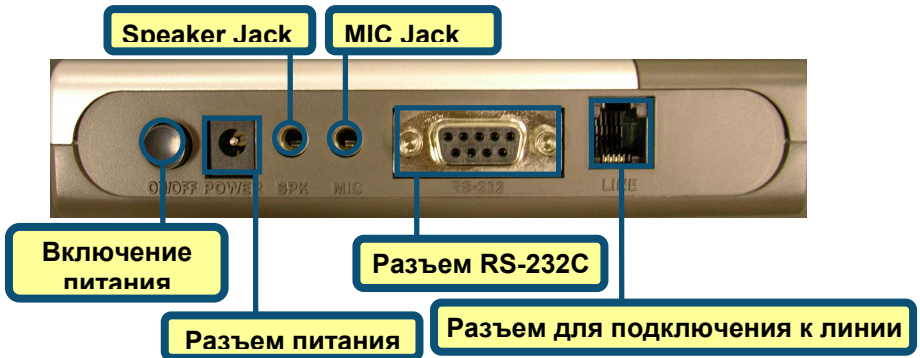 Speaker Jack
MIC Jack
ON/OFF POWER SPK MIC RS-232 LINE
Включение
питания
Разъем RS-232C
Разъем питания
Разъем для подключения к линии